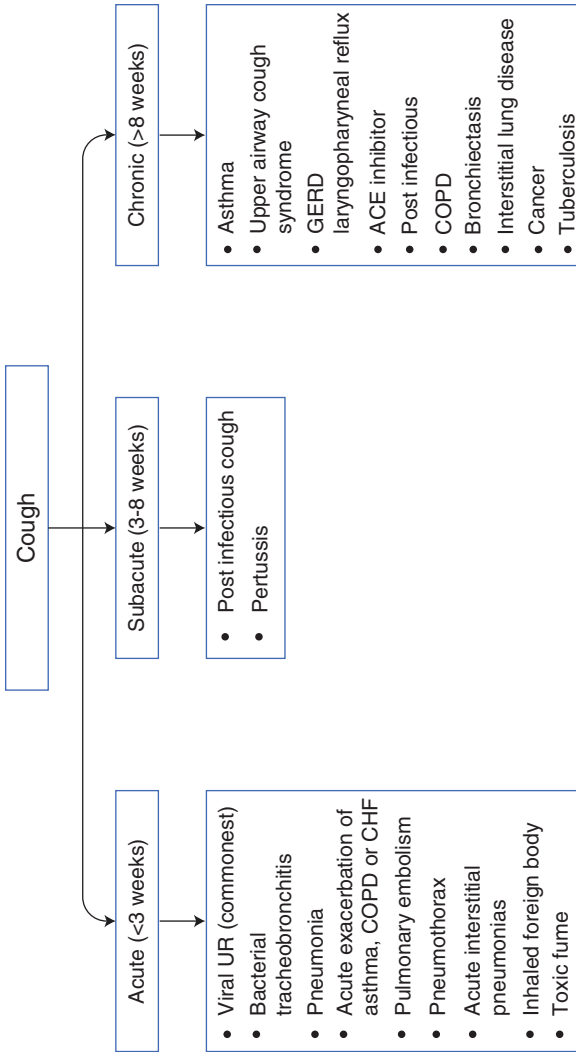 Cough
Acute (<3 weeks)
• Viral UR (commonest)
• Bacterial
tracheobronchitis
• Pneumonia
• Acute exacerbation of
asthma, COPD or CHF
• Pulmonary embolism
• Pneumothorax
• Acute interstitial
pneumonias
• Inhaled foreign body
• Toxic fume
Subacute (3-8 weeks)
• Post infectious cough
• Pertussis
Chronic (>8 weeks)
• Asthma
• Upper airway cough
syndrome
• GERD
laryngopharyneal reflux
• ACE inhibitor
• Post infectious
• COPD
• Bronchiectasis
• Interstitial lung disease
• Cancer
• Tuberculosis